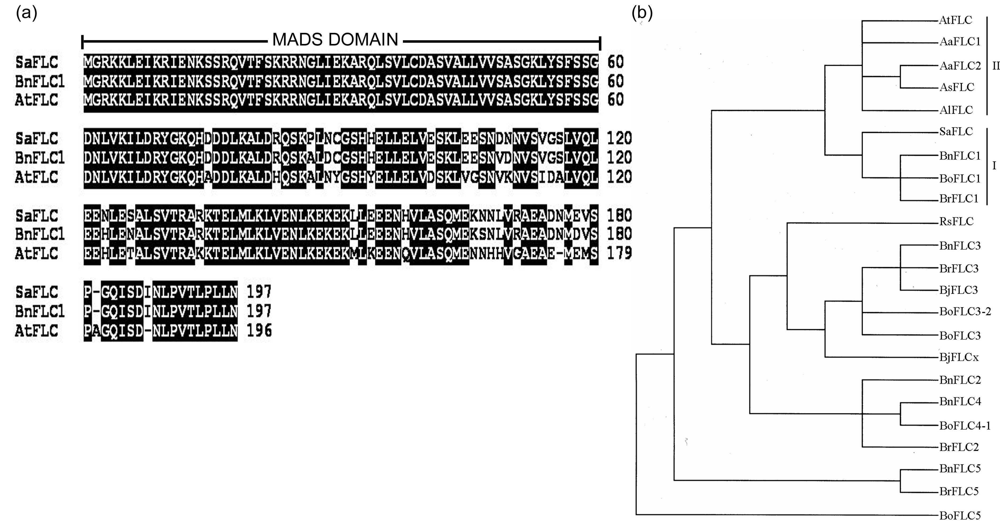 (a)
MADS DOMAIN
SaFLC MGRKKLEIKRIENKSSRQVTFSKRRNGLIEKARQLSVLCDASVALLVVSASGKLYSFSSG 60
BnFLC1 MGRKKLEIKRIENKSSRQVTFSKRRNGLIEKARQLSVLCDASVALLVVSASGKLYSFSSG 60
AtFLC MGRKKLEIKRIENKSSRQVTFSKRRNGLIEKARQLSVLCDASVALLVVSASGKLYSFSSG 60
SaFLC DNLVKILDRYGKQHDDDLKALDRQSKPLNCGSHHELLELVESKLEESNDNNVSVGSLVQL 120
BnFLC1 DNLVKILDRYGKQHDDDLKALDRQSKALDCGSHHELLELVESKLEESNVDNVSVGSLVQL 120
AtFLC DNLVKILDRYGKQHADDLKALDHQSKALNYGSHYELLELVDSKLVGSNVKNVSIDALVQL 120
SaFLC EENLESALSVTRARKTELMLKLVENLKEKEKLLEEENHVLASQMEKNNLVRAEADNMEVS 180
BnFLC1 EEHLENALSVTRARKTELMLKLVENLKEKEKLLEEENHVLASQMEKSNLVRAEADNMDVS 180
AtFLC EEHLETALSVTRAKKTELMLKLVENLKEKEKMLKEENQVLASQMENNHHVGAEAE-MEMS 179
SaFLC P-GQISDINLPVTLPLLN 197
BnFLC1 P-GQISDINLPVTLPLLN 197
AtFLC PAGQISD-NLPVTLPLLN 196
(b)
AtFLC
AaFLC1
AaFLC2
AsFLC
AlFLC
II
SaFLC
BnFLC1
BoFLC1
BrFLC1
I
RsFLC
BnFLC3
BrFLC3
BjFLC3
BoFLC3-2
BoFLC3
BjFLCx
BnFLC2
BnFLC4
BoFLC4-1
BrFLC2
BnFLC5
BrFLC5
BoFLC5